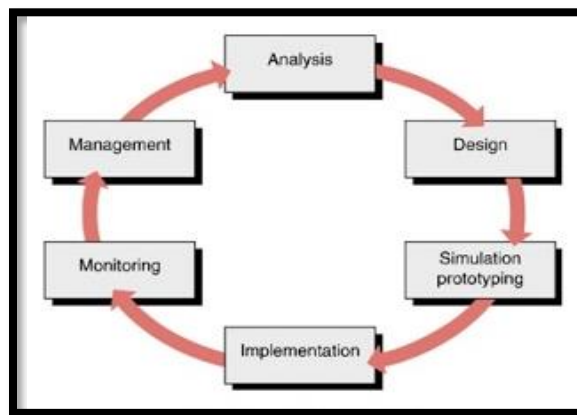 Analysis
Design
Simulation
prototyping
Implementation
Monitoring
Management